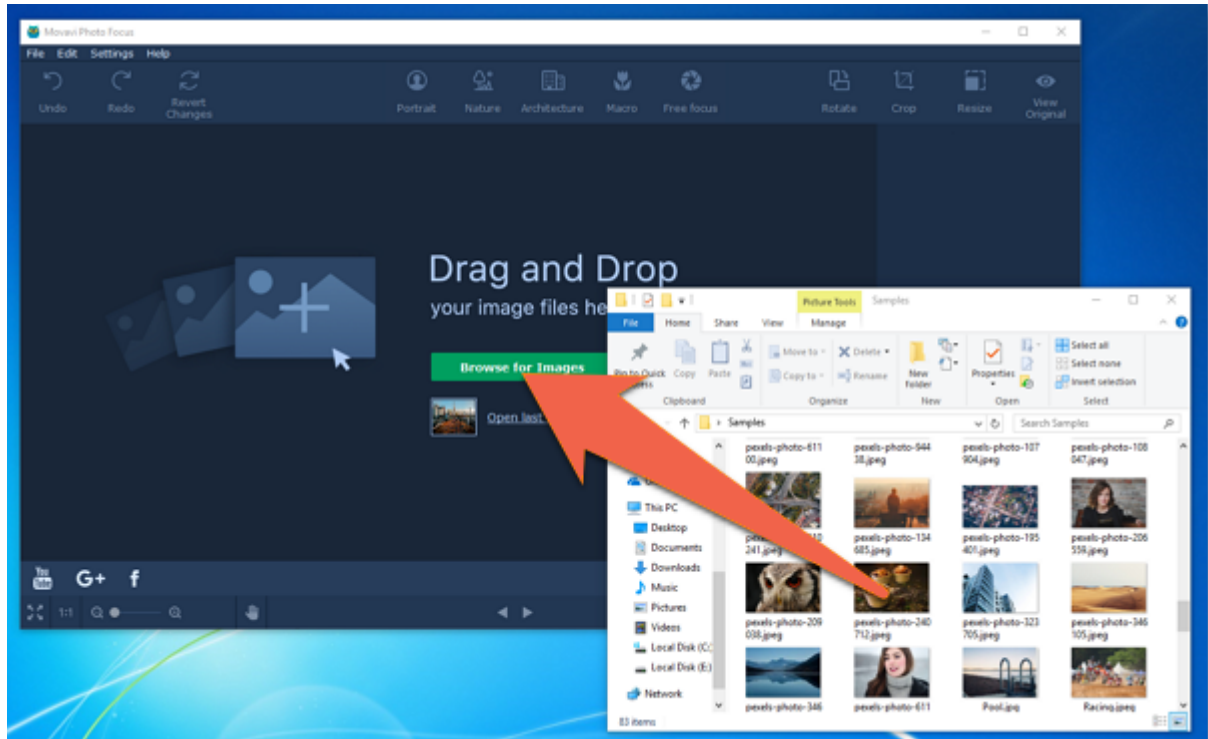 Movavi Photo Focus
File Edit Settings Help
Undo Redo Revert Changes Portrait Nature Architecture Macro Free focus Rotate Crop Resize View Original
Drag and Drop
your image files he
Browse for Images
Open last
You Tube G+ f
1:1
Picture Tools Samples
File Home Share View Manage
Pin to Quick Copy Paste
Move to Delete
Copy to Rename
New folder
Properties
Select all
Select none
Invert selection
Clipboard Organize New Open Select
Samples Search Samples
pexels-photo-611 pexels-photo-944 pexels-photo-107 pexels-photo-108
00.jpeg 38.jpeg 904.jpeg 047.jpeg
This PC
Desktop
Documents
Downloads
Music
Pictures
Videos
Local Disk (C:
Local Disk (E:)
Network
pexels-photo-134 pexels-photo-195 pexels-photo-206
241.jpeg 685.jpeg 401.jpeg 559.jpeg
pexels-photo-209 pexels-photo-240 pexels-photo-323 pexels-photo-346
038.jpeg 712.jpeg 705.jpeg 105.jpeg
pexels-photo-346 pexels-photo-611 Pool.jpg Racing.jpeg
83 items